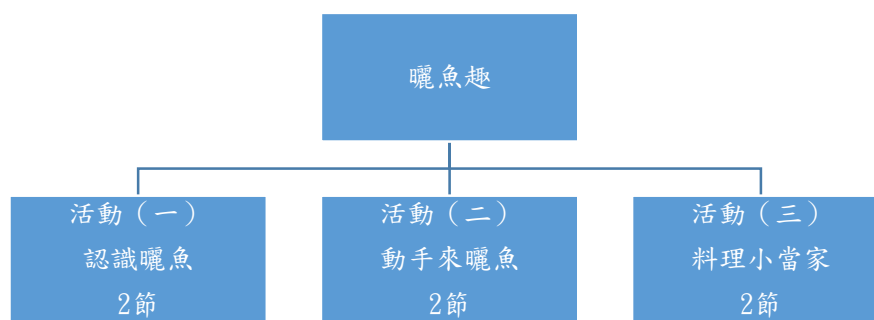 曬魚趣
活動（一）
認識曬魚
2節
活動（二）
動手來曬魚
2節
活動（三）
料理小當家
2節